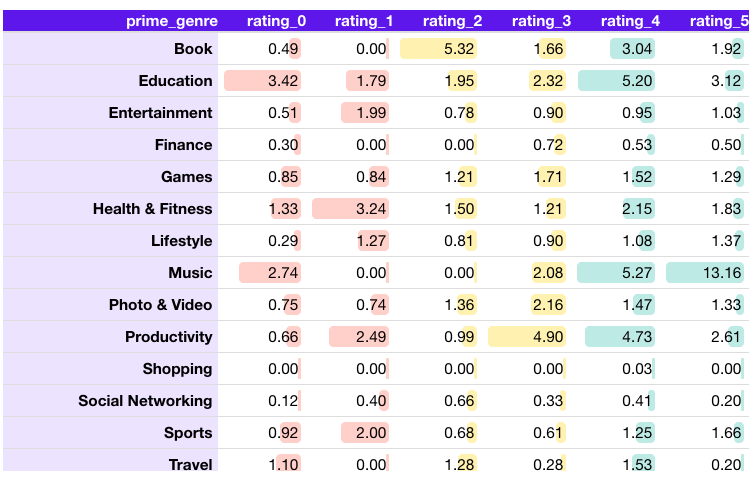 prime_genre rating_0 rating_1 rating_2 rating_3 rating_4 rating_5
Book 0.49 0.00 5.32 1.66 3.04 1.92
Education 3.42 1.79 1.95 2.32 5.20 3.12
Entertainment 0.51 1.99 0.78 0.90 0.95 1.03
Finance 0.30 0.00 0.00 0.72 0.53 0.50
Games 0.85 0.84 1.21 1.71 1.52 1.29
Health & Fitness 1.33 3.24 1.50 1.21 2.15 1.83
Lifestyle 0.29 1.27 0.81 0.90 1.08 1.37
Music 2.74 0.00 0.00 2.08 5.27 13.16
Photo & Video 0.75 0.74 1.36 2.16 1.47 1.33
Productivity 0.66 2.49 0.99 4.90 4.73 2.61
Shopping 0.00 0.00 0.00 0.00 0.03 0.00
Social Networking 0.12 0.40 0.66 0.33 0.41 0.20
Sports 0.92 2.00 0.68 0.61 1.25 1.66
Travel 1.10 0.00 1.28 0.28 1.53 0.20